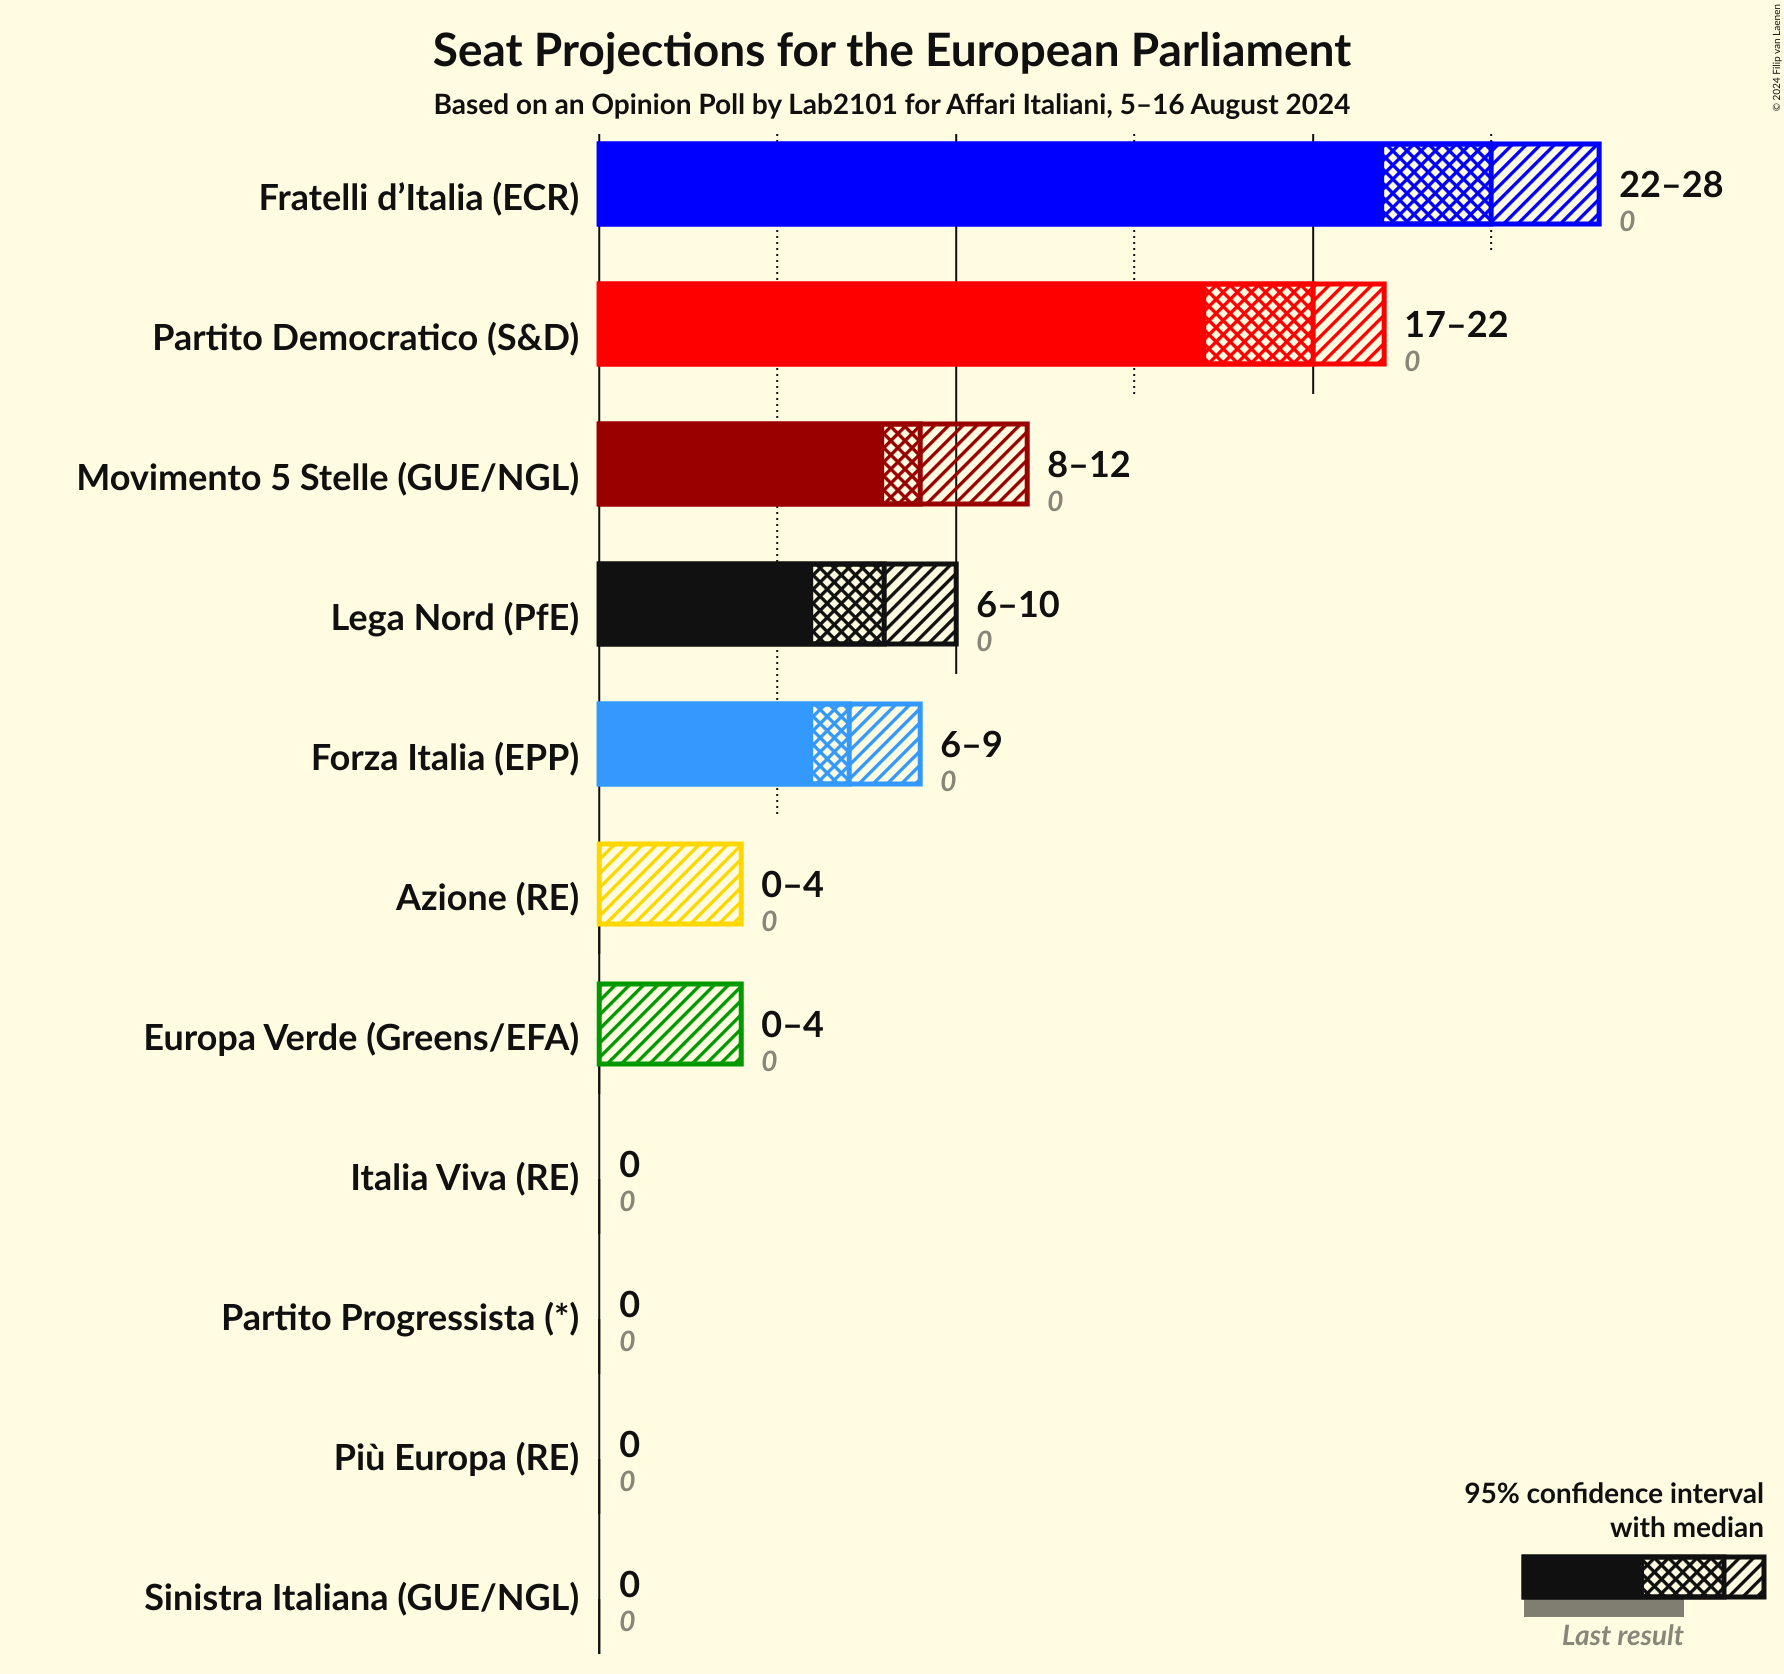 Seat Projections for the European Parliament
Based on an Opinion Poll by Lab2101 for Affari Italiani, 5–16 August 2024
© 2024 Filip van Laenen
Fratelli d’Italia (ECR)
22–28
0
Partito Democratico (S&D)
17–22
0
Movimento 5 Stelle (GUE/NGL)
8–12
0
Lega Nord (PfE)
6–10
0
Forza Italia (EPP)
6–9
0
Azione (RE)
0–4
0
Europa Verde (Greens/EFA)
0–4
0
Italia Viva (RE)
0
0
Partito Progressista (*)
0
0
Più Europa (RE)
0
0
Sinistra Italiana (GUE/NGL)
0
0
95% confidence interval
with median
Last result